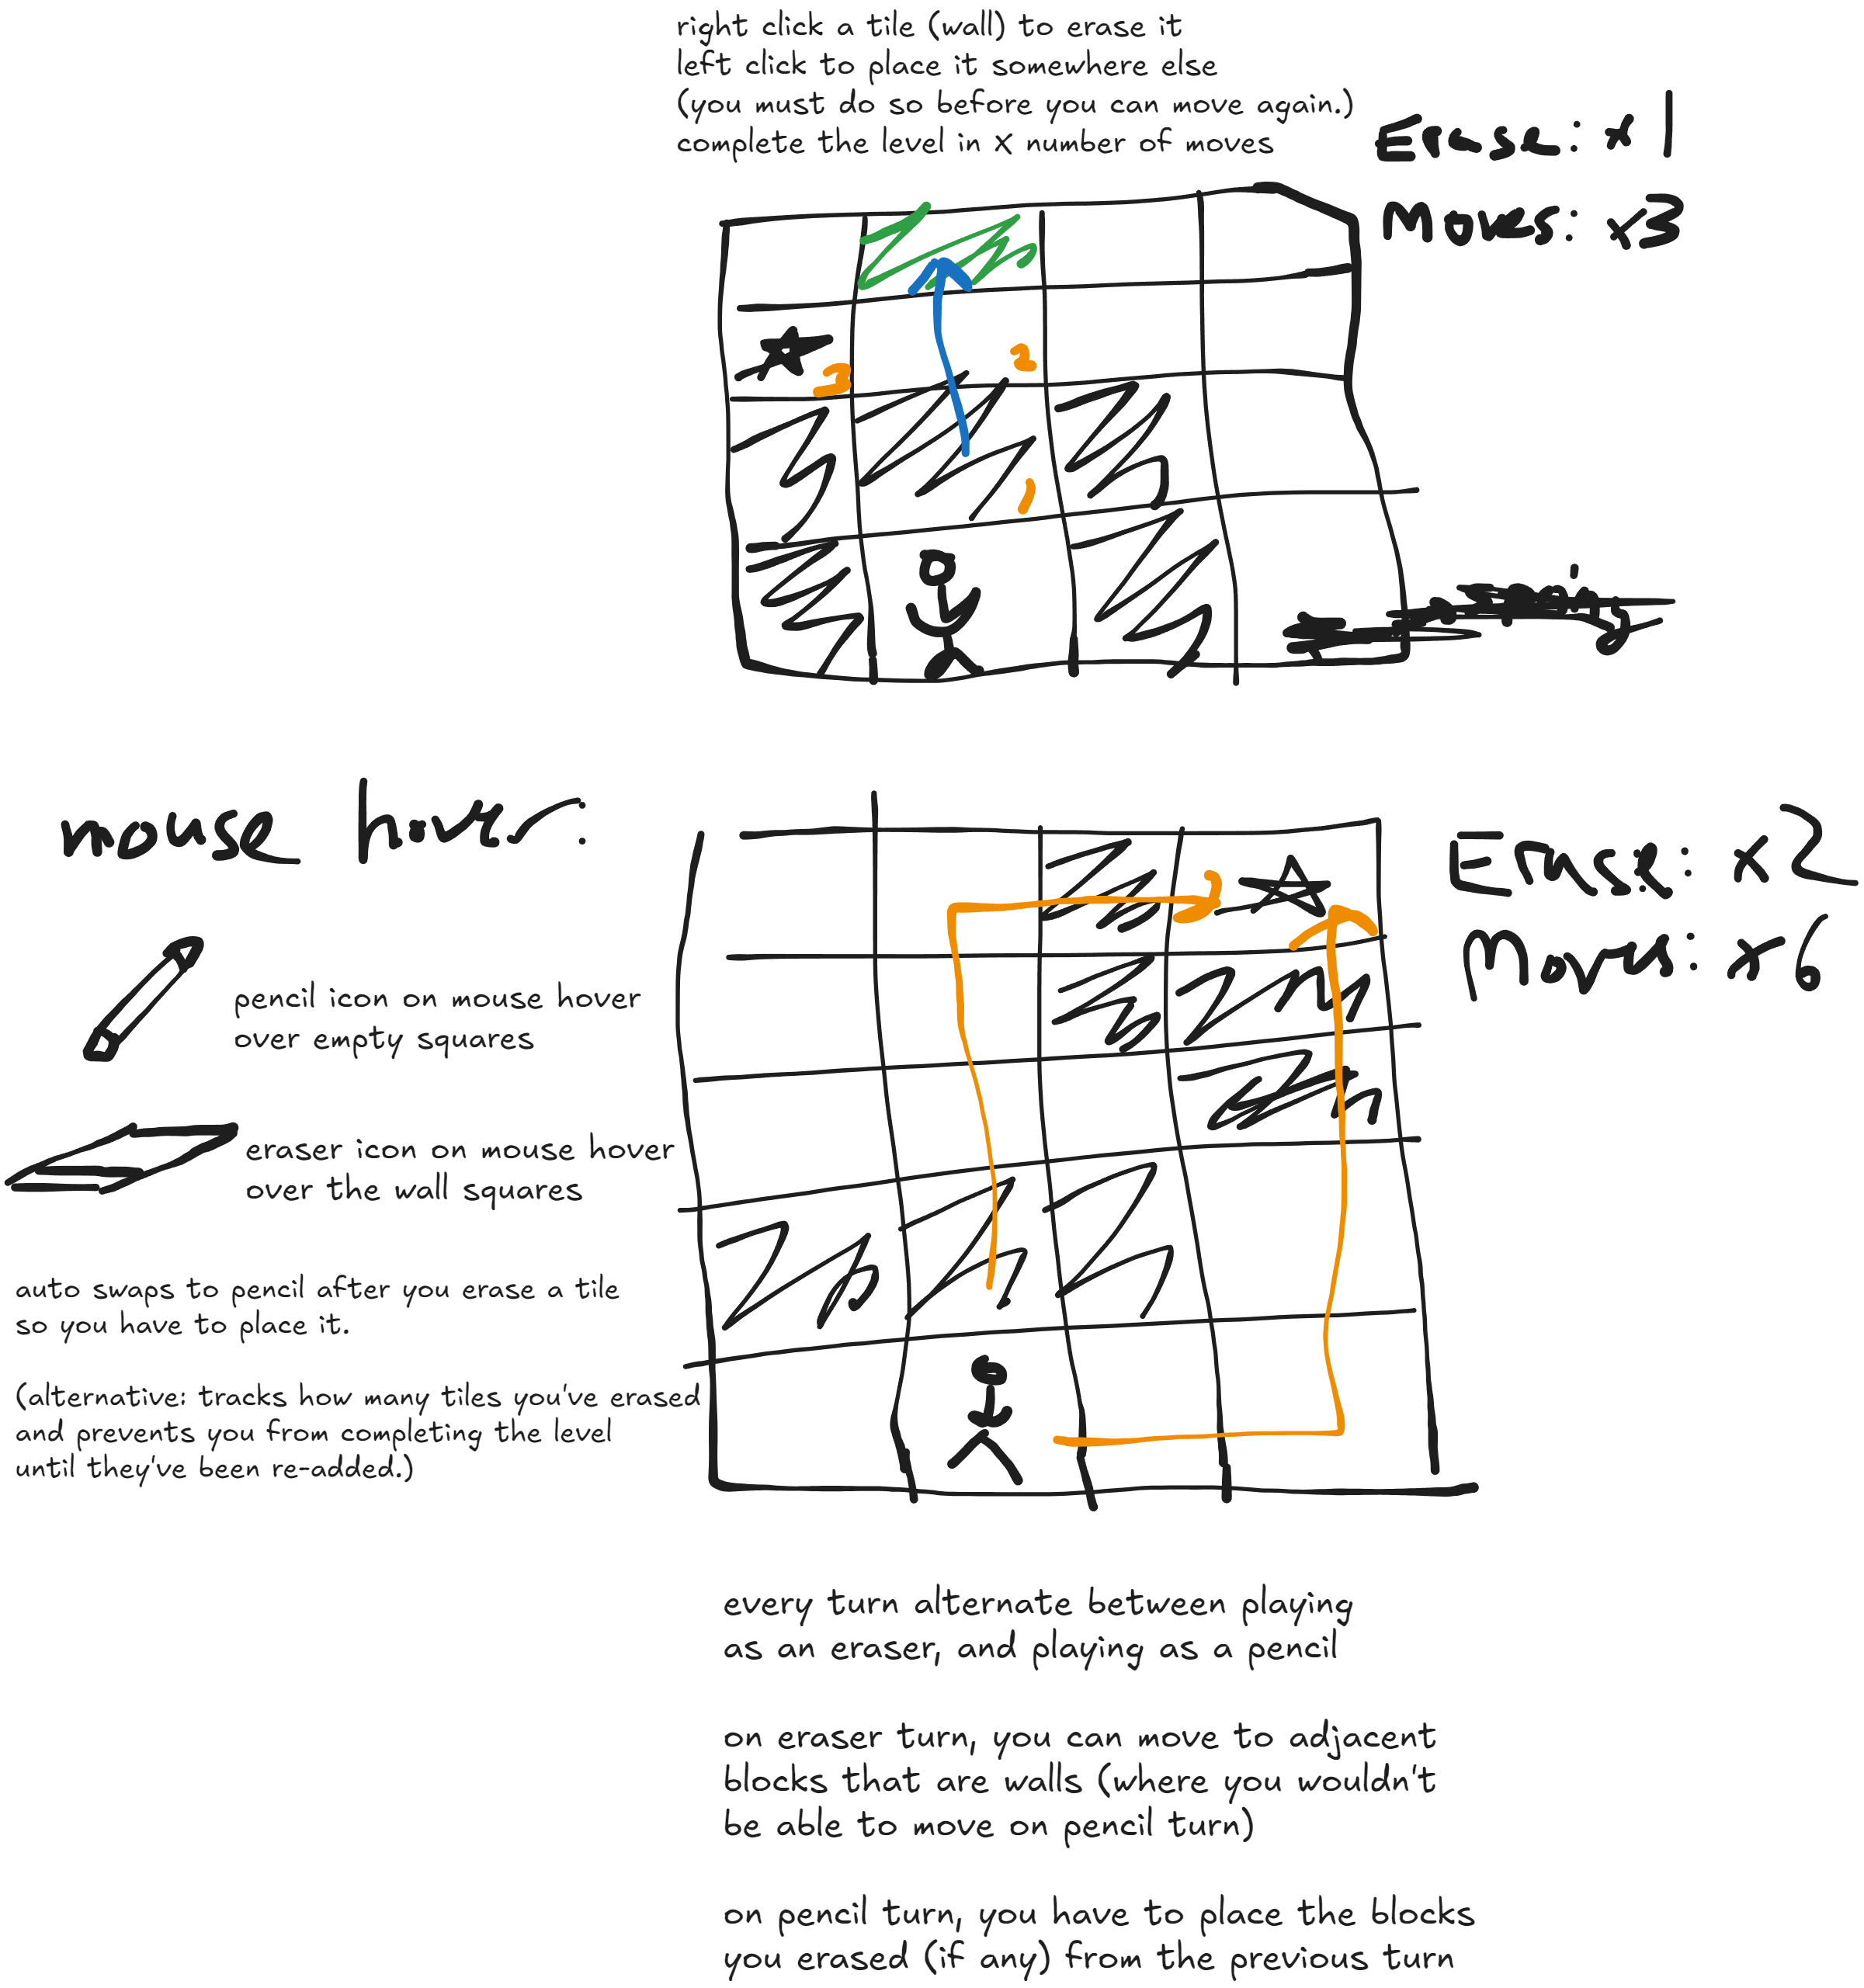 right click a tile (wall) to erase it
left click to place it somewhere else
(you must do so before you can move again.)
complete the level in X number of moves
Erase: x1
Moves: x3
2
3
1
mouse hover:
Erase: x2
Moves: x6
pencil icon on mouse hover
over empty squares
eraser icon on mouse hover
over the wall squares
auto swaps to pencil after you erase a tile
so you have to place it.
(alternative: tracks how many tiles you've erased
and prevents you from completing the level
until they've been re-added.)
every turn alternate between playing
as an eraser, and playing as a pencil
on eraser turn, you can move to adjacent
blocks that are walls (where you wouldn't
be able to move on pencil turn)
on pencil turn, you have to place the blocks
you erased (if any) from the previous turn